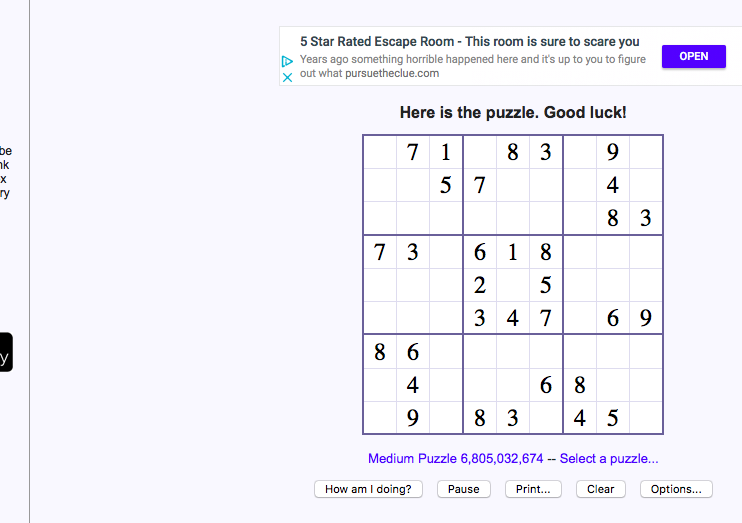 5 Star Rated Escape Room - This room is sure to scare you
Years ago something horrible happened here and it's up to you to figure
out what pursuetheclue.com
OPEN
be
nk
x
ry
y
Here is the puzzle. Good luck!
7 1 8 3 9
5 7 4
8 3
7 3 6 1 8
2 5
3 4 7 6 9
8 6
4 6 8
9 8 3 4 5
Medium Puzzle 6,805,032,674 -- Select a puzzle...
How am I doing? Pause Print... Clear Options...